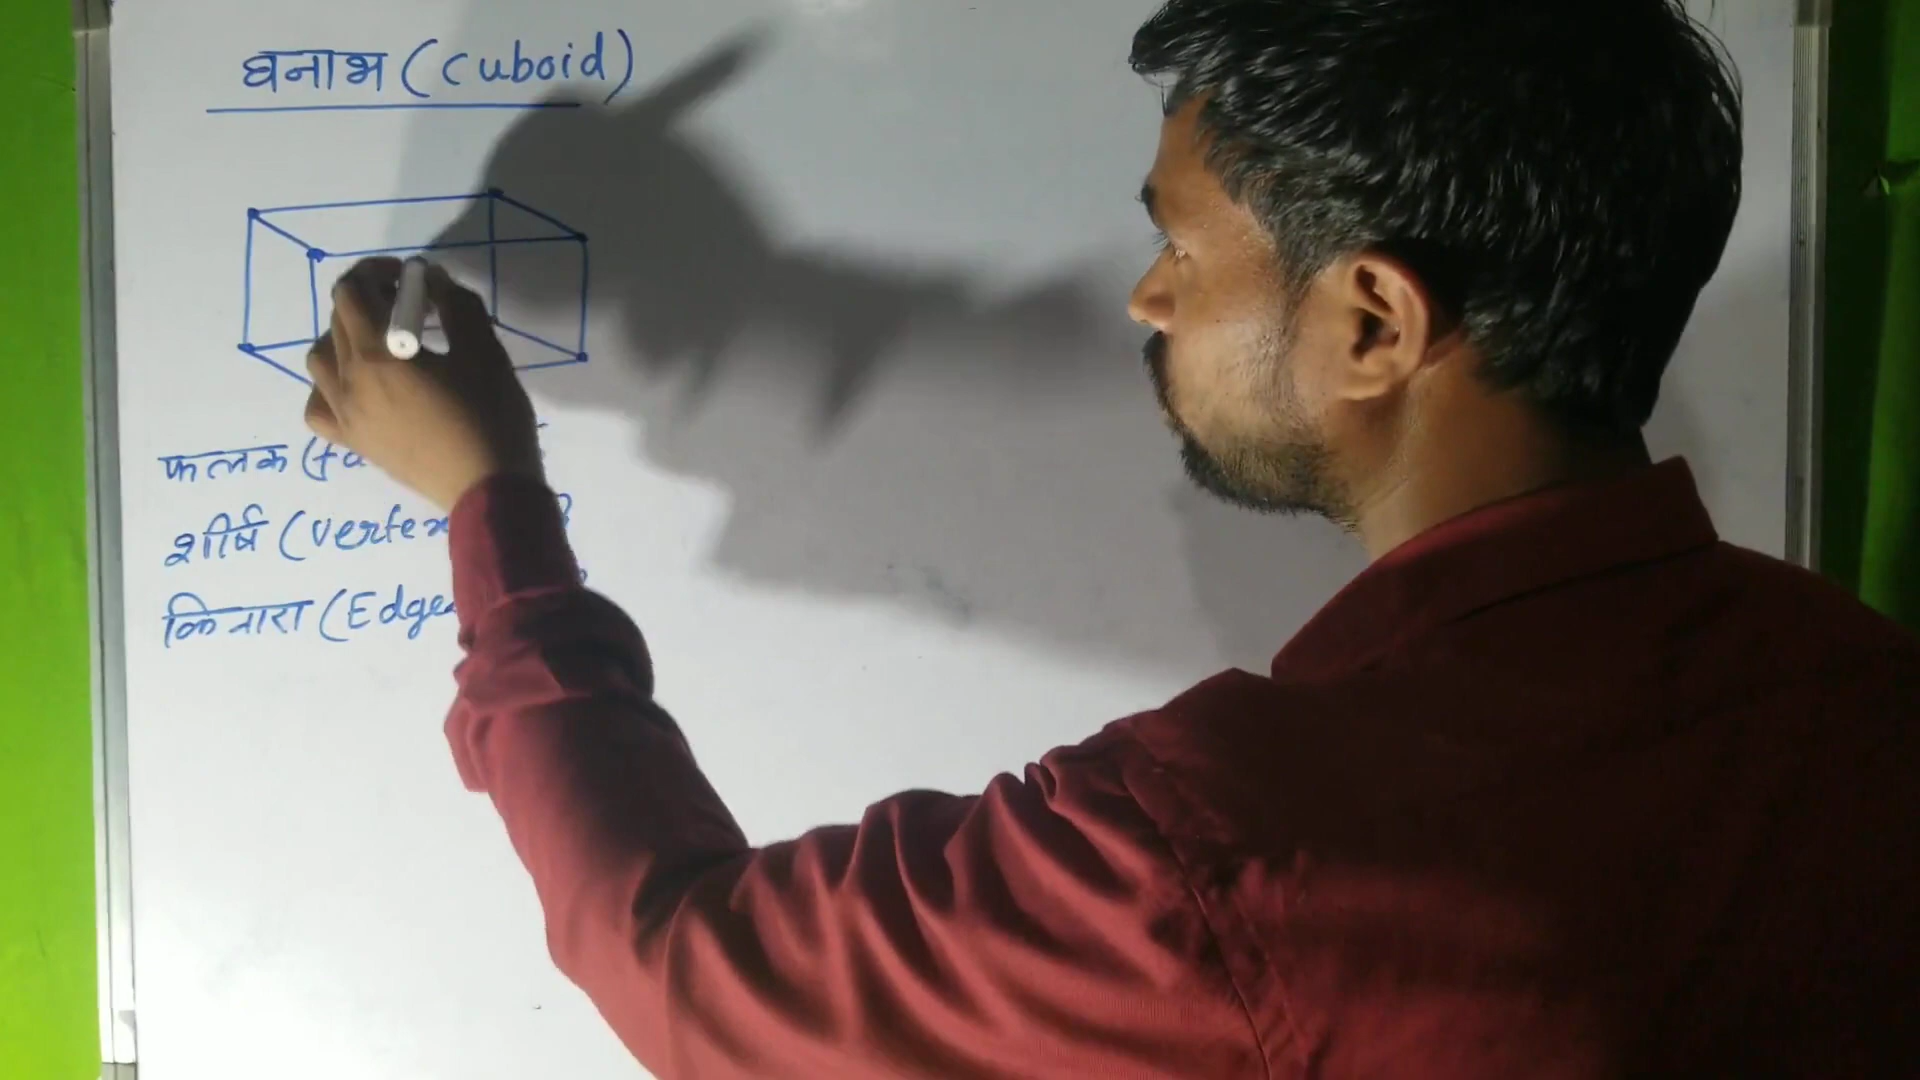 घनाभ (cuboid)
फलक (fa
शीर्ष (vertex
किनारा (Edge